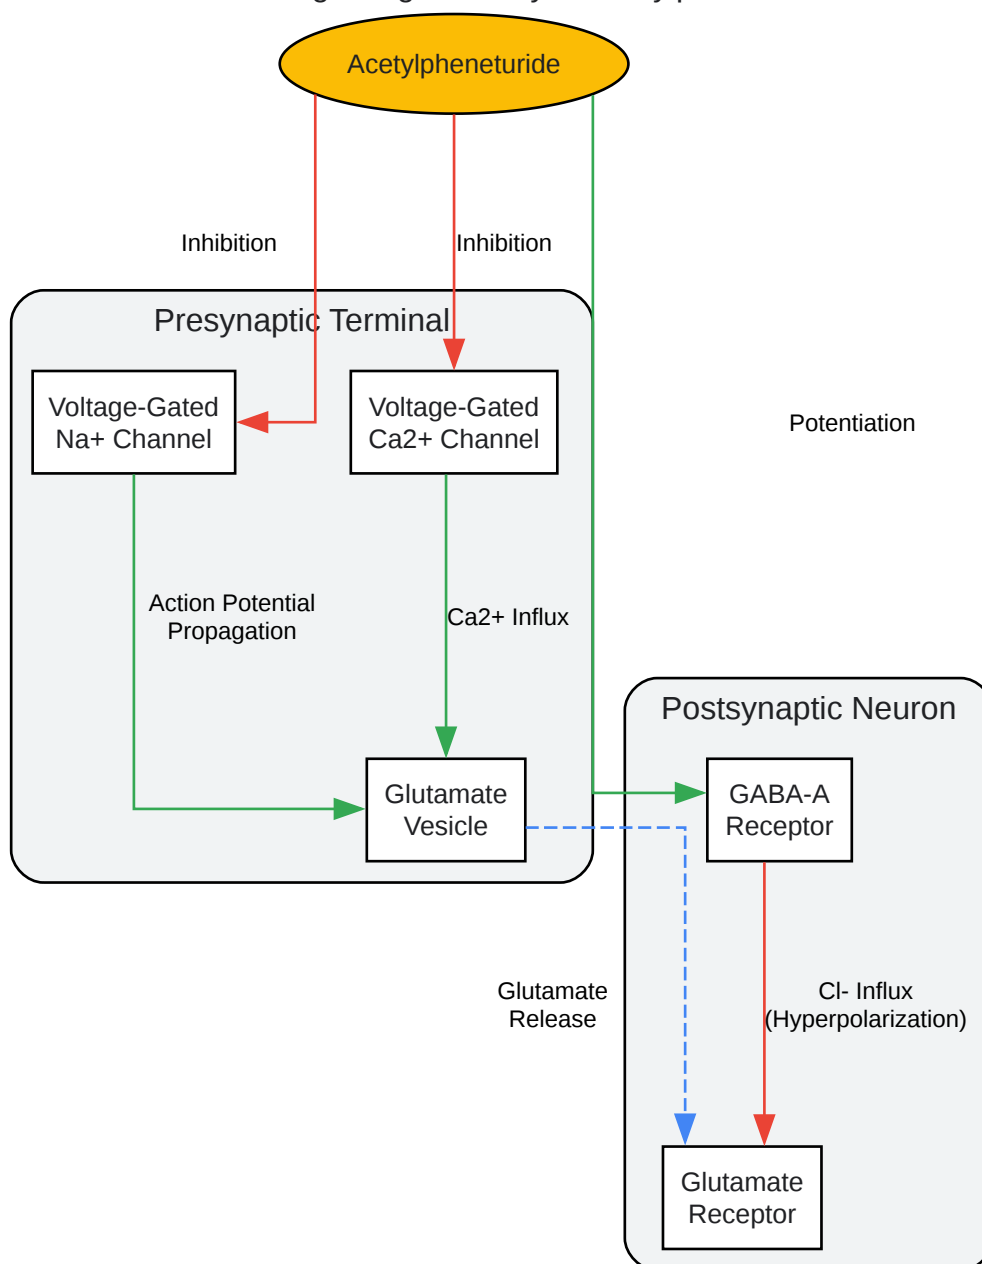 Acetylpheneturide
Inhibition
Inhibition
Presynaptic Terminal
Voltage-Gated
Na+ Channel
Voltage-Gated
Ca2+ Channel
Potentiation
Action Potential
Propagation
Ca2+ Influx
Postsynaptic Neuron
Glutamate
Vesicle
GABA-A
Receptor
Glutamate
Release
Cl- Influx
(Hyperpolarization)
Glutamate
Receptor